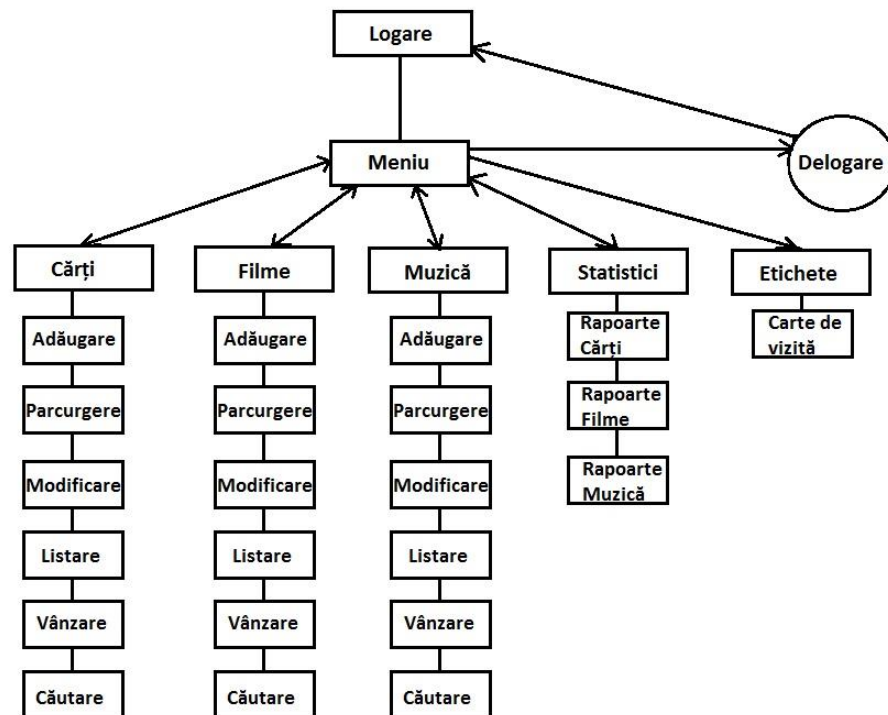 Logare
Meniu
Delogare
Cărți
Filme
Muzică
Statistici
Etichete
Adăugare
Adăugare
Adăugare
Rapoarte
Cărți
Carte de
vizită
Parcurgere
Parcurgere
Parcurgere
Rapoarte
Filme
Modificare
Modificare
Modificare
Rapoarte
Muzică
Listare
Listare
Listare
Vânzare
Vânzare
Vânzare
Căutare
Căutare
Căutare